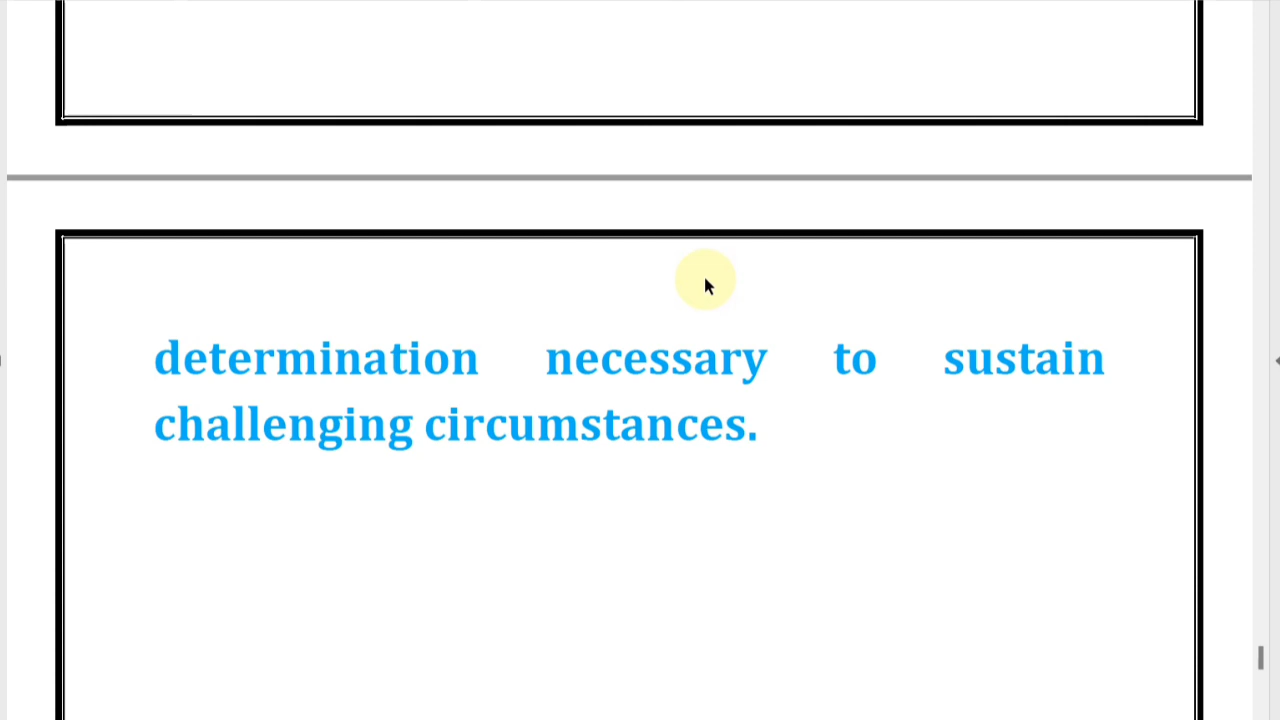 determination necessary to sustain
challenging circumstances.